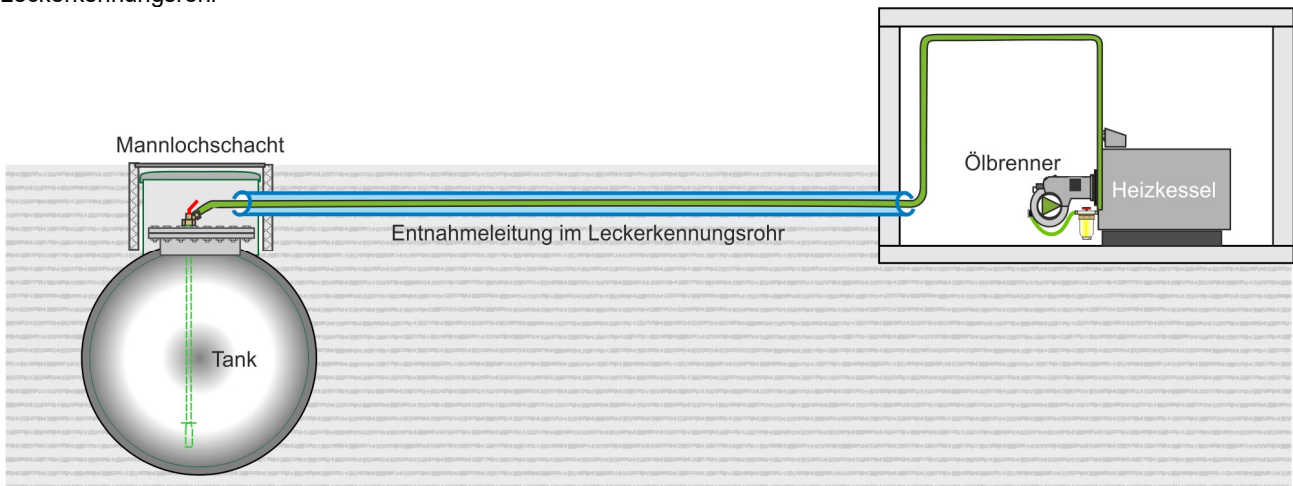 Leckerkennungsrohr
Mannlochschacht
Ölbrenner
Heizkessel
Entnahmeleitung im Leckerkennungsrohr
Tank